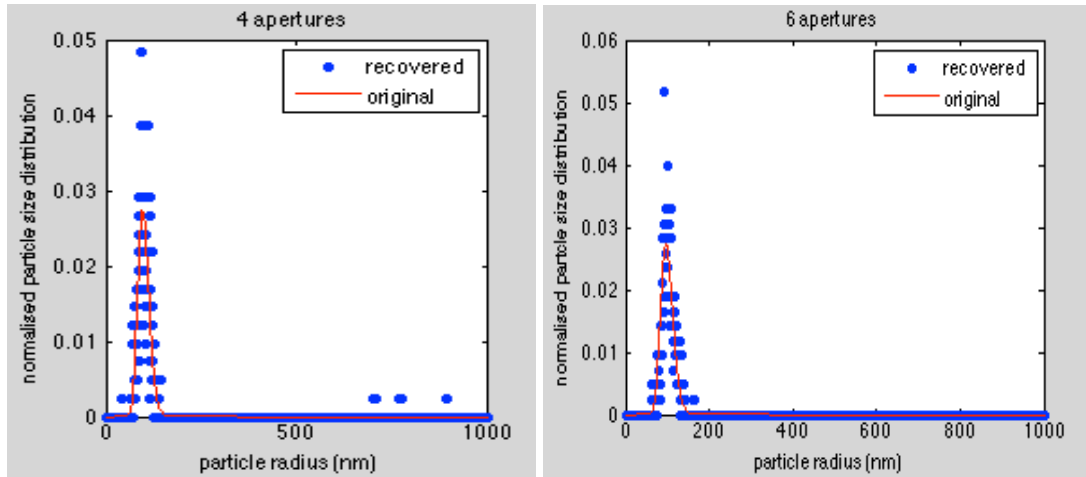 4 apertures
normalised particle size distribution
0.05
0.04
0.03
0.02
0.01
0
recovered
original
0
500
1000
particle radius (nm)
6 apertures
normalised particle size distribution
0.06
0.05
0.04
0.03
0.02
0.01
0
recovered
original
0
200
400
600
800
1000
particle radius (nm)